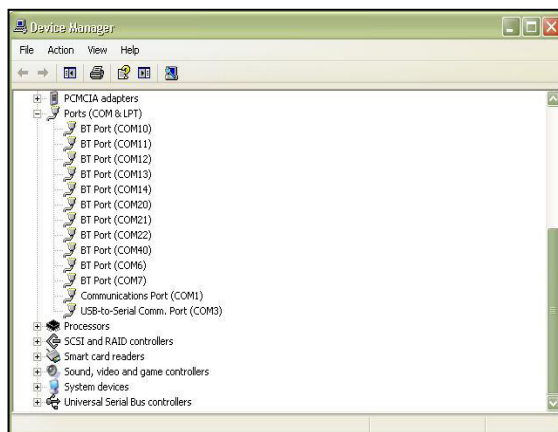 Device Manager
File Action View Help
PCMCIA adapters
Ports (COM & LPT)
BT Port (COM10)
BT Port (COM11)
BT Port (COM12)
BT Port (COM13)
BT Port (COM14)
BT Port (COM20)
BT Port (COM21)
BT Port (COM22)
BT Port (COM40)
BT Port (COM6)
BT Port (COM7)
Communications Port (COM1)
USB-to-Serial Comm. Port (COM3)
Processors
SCSI and RAID controllers
Smart card readers
Sound, video and game controllers
System devices
Universal Serial Bus controllers